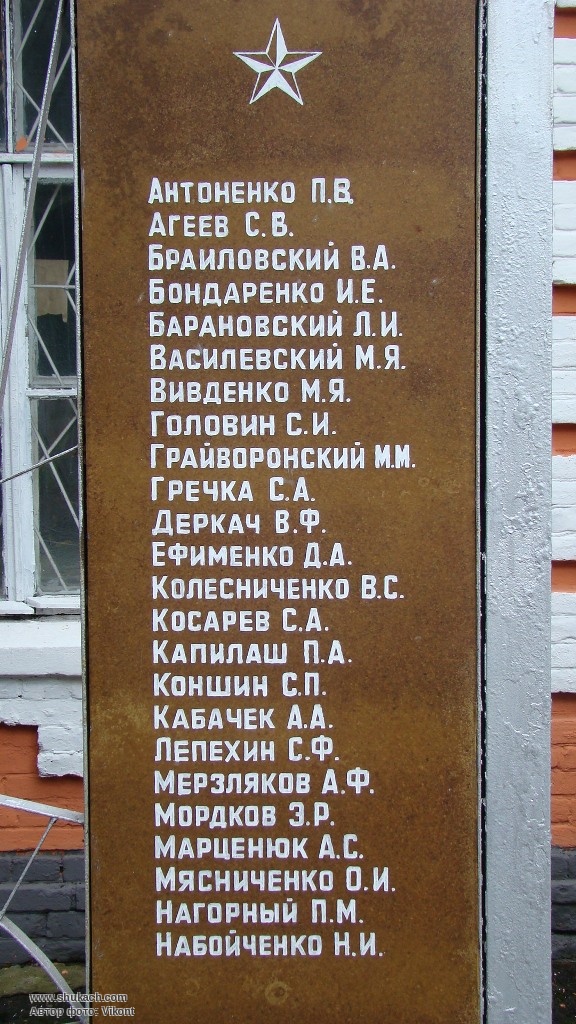 Антоненко П.В.
Агеев С.В.
Браиловский В.А.
Бондаренко И.Е.
Барановский Л.И.
Василевский М.Я.
Вивденко М.Я.
Головин С.И.
Грайворонский М.М.
Гречка С.А.
Деркач В.Ф.
Ефименко Д.А.
Колесниченко В.С.
Косарев С.А.
Капилаш П.А.
Коншин С.П.
Кабачек А.А.
Лепехин С.Ф.
Мерзляков А.Ф.
Мордков Э.Р.
Марценюк А.С.
Мясниченко О.И.
Нагорный П.М.
Набойченко Н.И.
www.shukach.com
Автор фото: Vikont